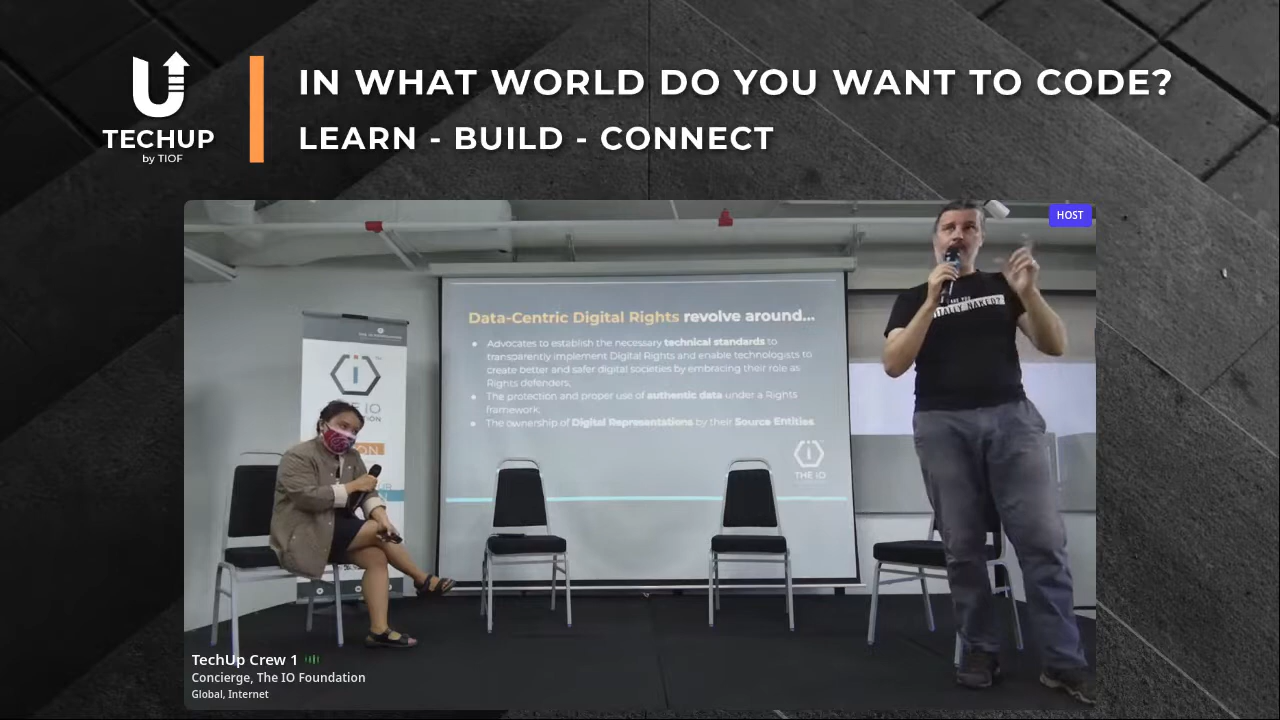 TECHUP
by TIOF
IN WHAT WORLD DO YOU WANT TO CODE?
LEARN - BUILD - CONNECT
HOST
Data-Centric Digital Rights revolve around...
Advocates to establish the necessary technical standards to
transparently implement Digital Rights and enable technologists to
create better and safer digital societies by embracing their role as
Rights defenders;
The protection and proper use of authentic data under a Rights
framework;
The ownership of Digital Representations by their Source Entities.
THE IO
THE IO
TechUp Crew 1
Concierge, The IO Foundation
Global, Internet